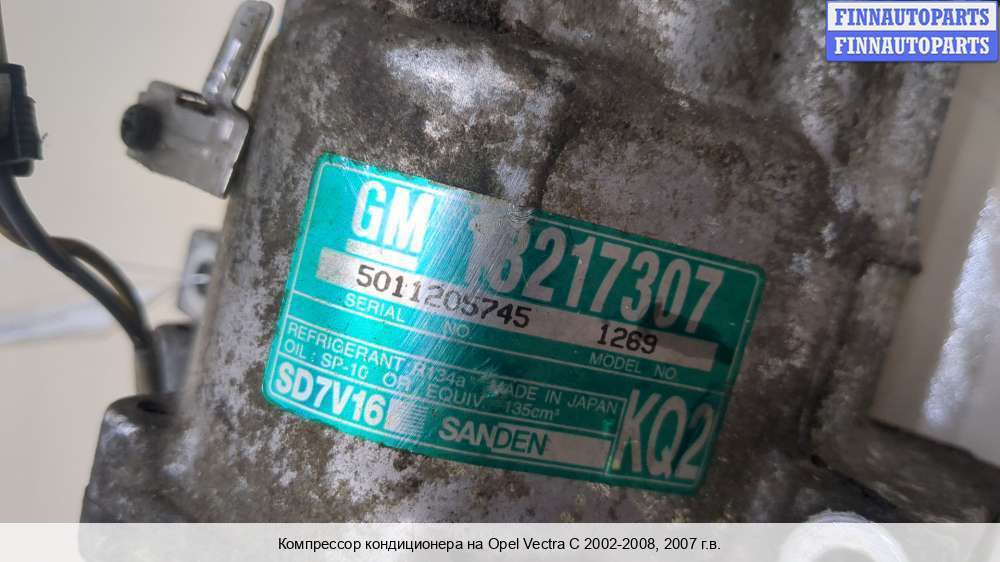 FINNAUTOPARTS
FINNAUTOPARTS
GM 13217307
5011205745 1269
SERIAL NO. MODEL NO.
REFRIGERANT: R134a MADE IN JAPAN
OIL: SP-10 OR EQUIV 135cm³
SD7V16 SANDEN KQ2
Компрессор кондиционера на Opel Vectra C 2002-2008, 2007 г.в.